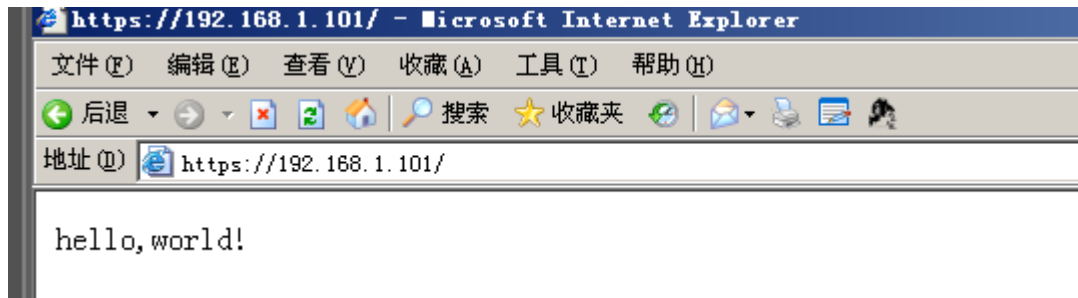 https://192.168.1.101/ - Microsoft Internet Explorer
文件(F) 编辑(E) 查看(V) 收藏(A) 工具(T) 帮助(H)
后退 搜索 收藏夹
地址(D) https://192.168.1.101/
hello,world!